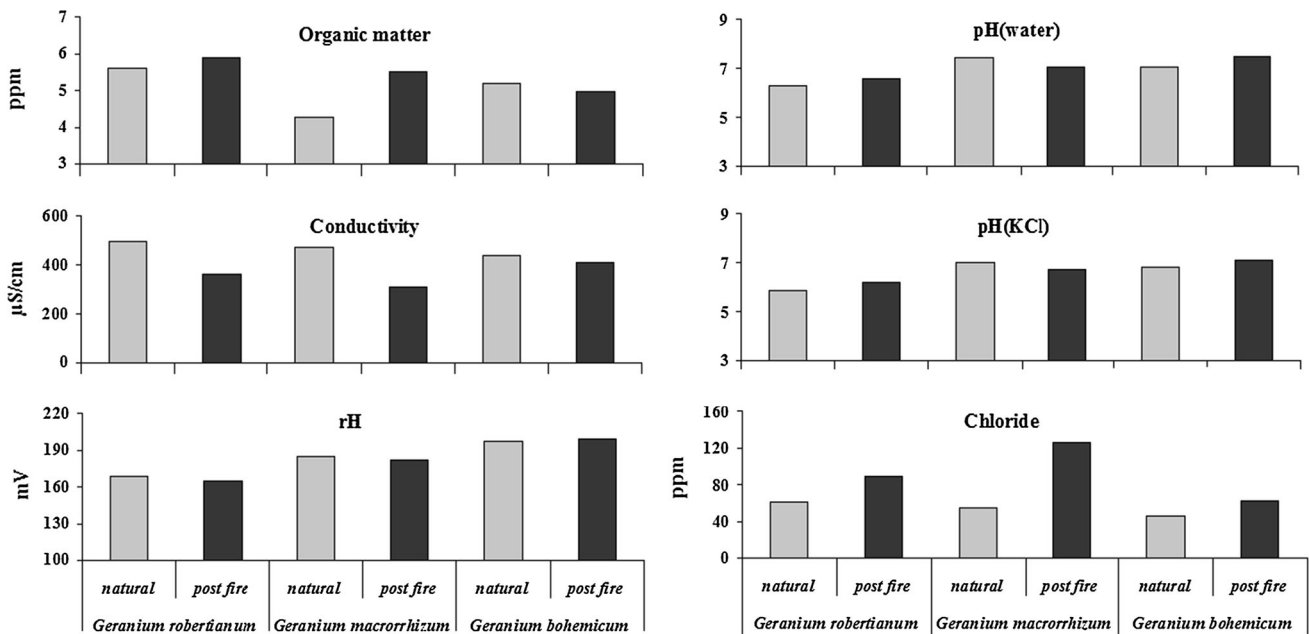 Organic matter
ppm
7
6
5
4
3
Conductivity
μS/cm
600
400
200
0
rH
mV
220
190
160
130
100
natural post fire natural post fire natural post fire
Geranium robertianum Geranium macrorrhizum Geranium bohemicum
pH(water)
9
7
5
3
pH(KCl)
9
7
5
3
Chloride
ppm
160
120
80
40
0
natural post fire natural post fire natural post fire
Geranium robertianum Geranium macrorrhizum Geranium bohemicum